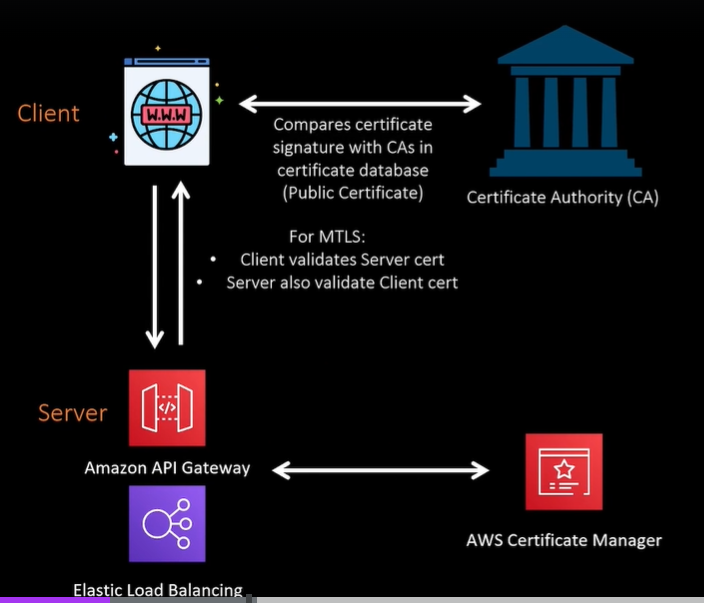 Client
W.W.W
Compares certificate
signature with CAs in
certificate database
(Public Certificate)
Certificate Authority (CA)
For MTLS:
• Client validates Server cert
• Server also validate Client cert
Server
</>
Amazon API Gateway
AWS Certificate Manager
Elastic Load Balancing